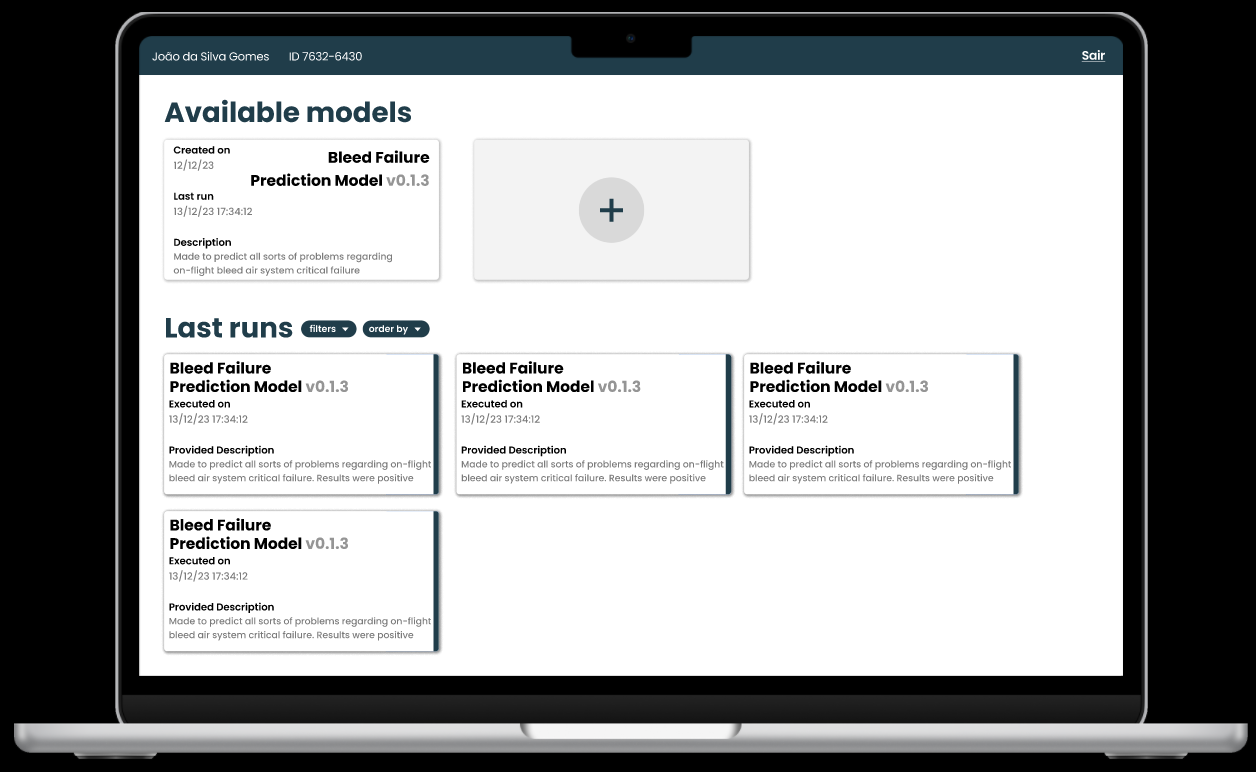 João da Silva Gomes ID 7632-6430 Sair
Available models
Created on
12/12/23
Bleed Failure
Prediction Model v0.1.3
Last run
13/12/23 17:34:12
Description
Made to predict all sorts of problems regarding
on-flight bleed air system critical failure
+
Last runs filters order by
Bleed Failure
Prediction Model v0.1.3
Executed on
13/12/23 17:34:12
Provided Description
Made to predict all sorts of problems regarding on-flight
bleed air system critical failure. Results were positive
Bleed Failure
Prediction Model v0.1.3
Executed on
13/12/23 17:34:12
Provided Description
Made to predict all sorts of problems regarding on-flight
bleed air system critical failure. Results were positive
Bleed Failure
Prediction Model v0.1.3
Executed on
13/12/23 17:34:12
Provided Description
Made to predict all sorts of problems regarding on-flight
bleed air system critical failure. Results were positive
Bleed Failure
Prediction Model v0.1.3
Executed on
13/12/23 17:34:12
Provided Description
Made to predict all sorts of problems regarding on-flight
bleed air system critical failure. Results were positive